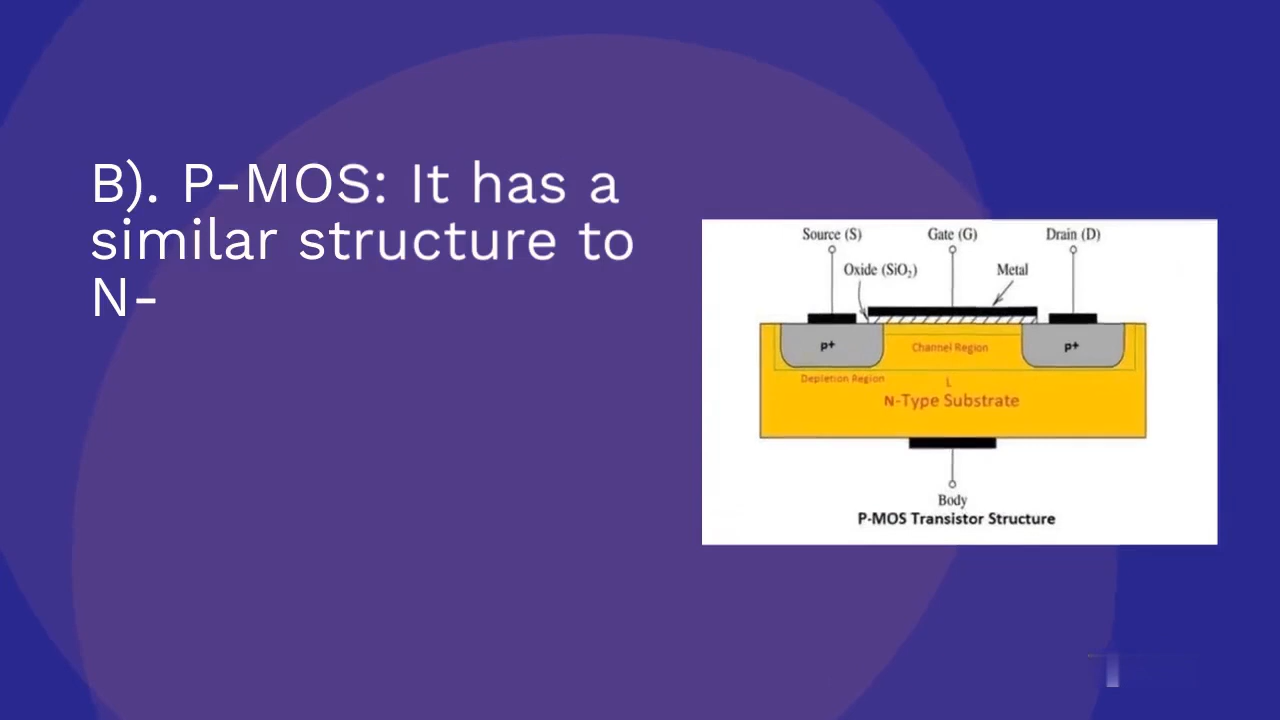 B). P-MOS: It has a
similar structure to
N-
Source (S) Gate (G) Drain (D)
Oxide (SiO₂) Metal
p+ Channel Region p+
Depletion Region L
N-Type Substrate
Body
P-MOS Transistor Structure